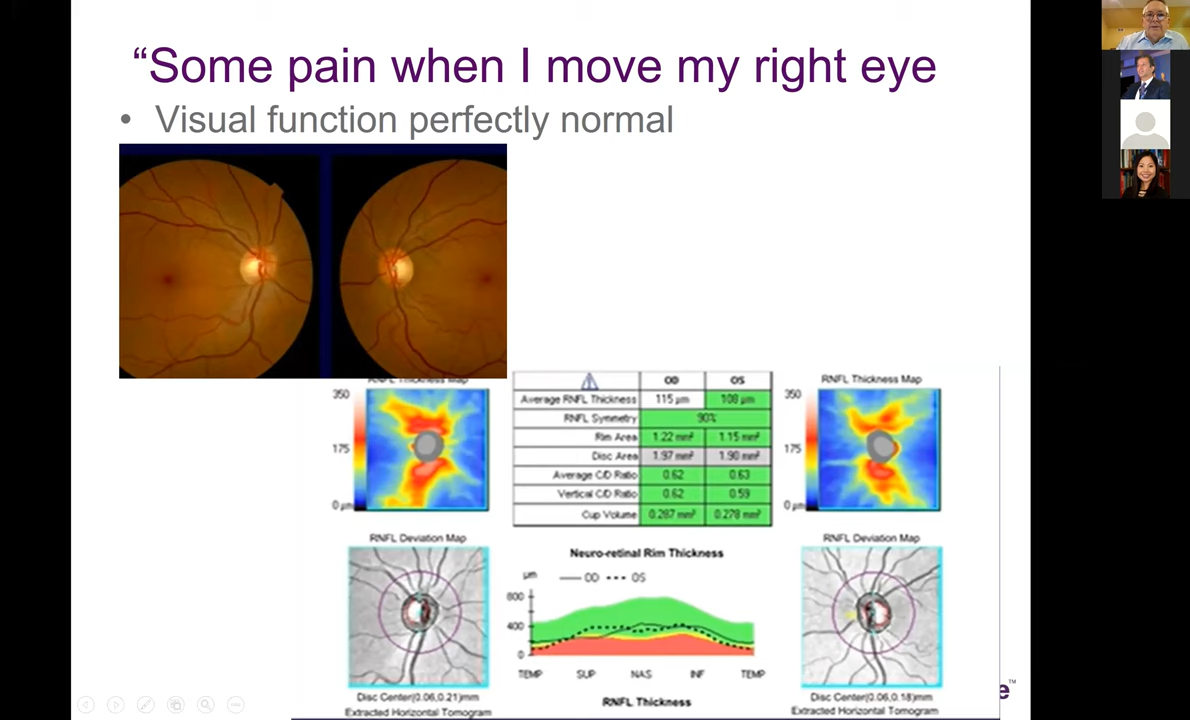 “Some pain when I move my right eye
• Visual function perfectly normal
RNFL Thickness Map
350
175
0 µm
OD OS
Average RNFL Thickness 115 µm 108 µm
RNFL Symmetry 90%
Rim Area 1.22 mm² 1.15 mm²
Disc Area 1.97 mm² 1.90 mm²
Average C/D Ratio 0.62 0.63
Vertical C/D Ratio 0.62 0.59
Cup Volume 0.287 mm³ 0.278 mm³
RNFL Thickness Map
350
175
0 µm
RNFL Deviation Map
Disc Center(0.06,0.21)mm
Extracted Horizontal Tomogram
Neuro-retinal Rim Thickness
µm OD OS
800
400
0
TEMP SUP NAS INF TEMP
RNFL Thickness
RNFL Deviation Map
Disc Center(0.06,0.18)mm
Extracted Horizontal Tomogram
e™